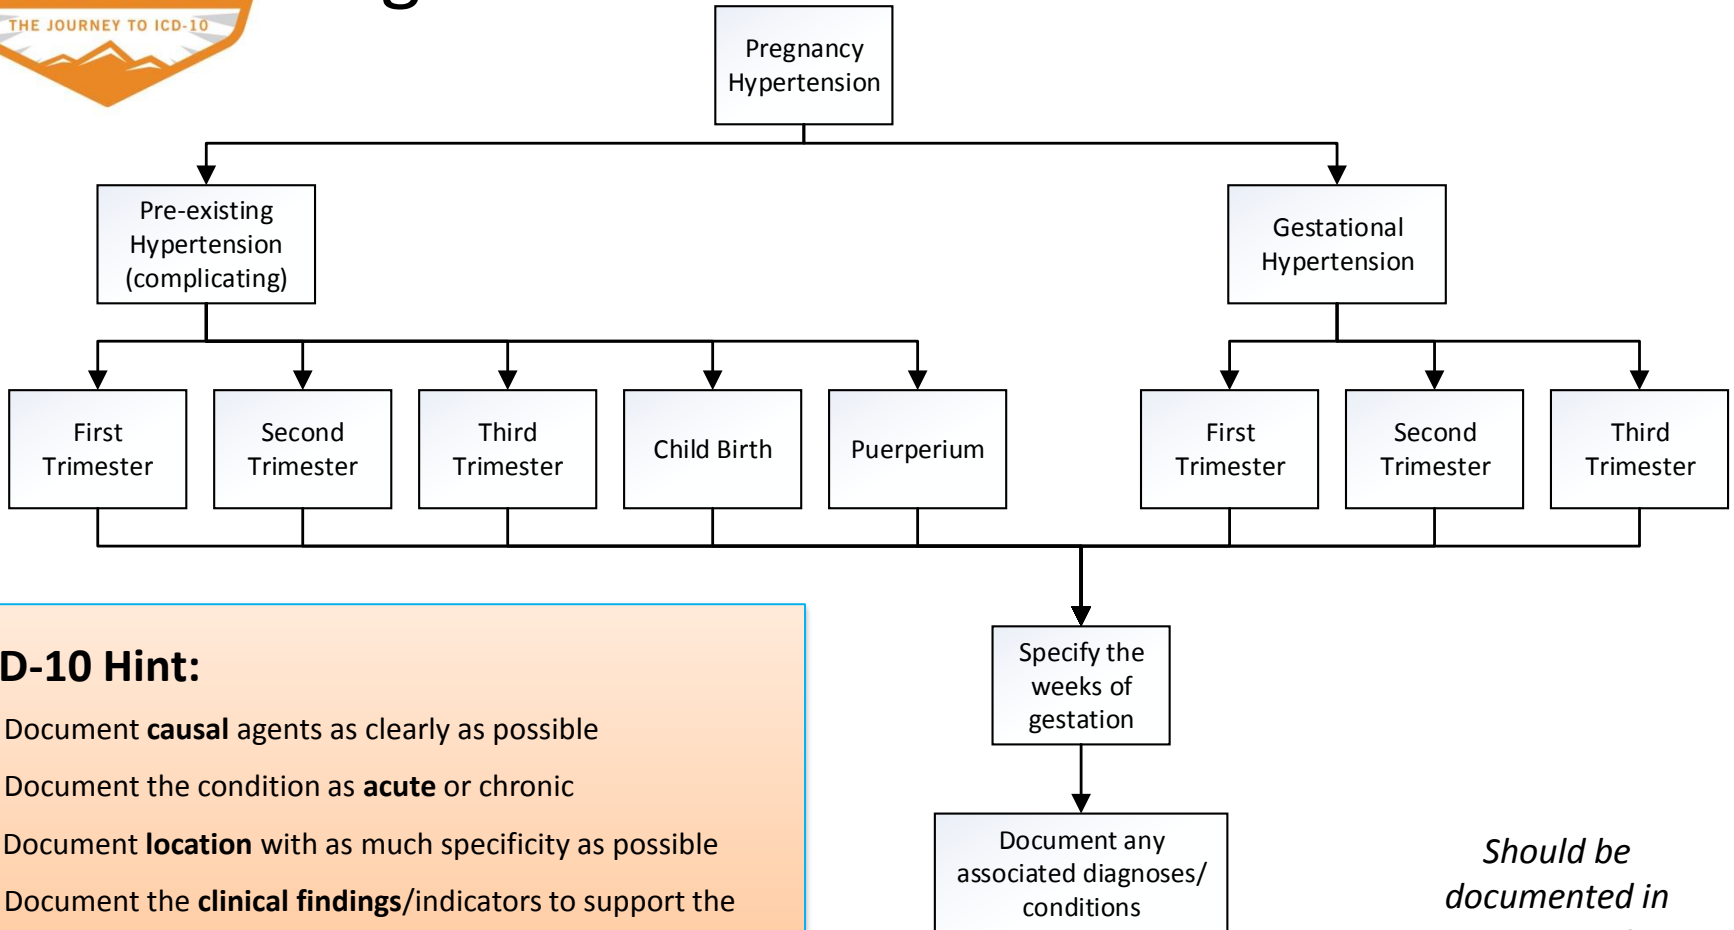 THE JOURNEY TO ICD-10
g
Pregnancy
Hypertension
Pre-existing
Hypertension
(complicating)
Gestational
Hypertension
First
Trimester
Second
Trimester
Third
Trimester
Child Birth
Puerperium
First
Trimester
Second
Trimester
Third
Trimester
Specify the
weeks of
gestation
D-10 Hint:
Document causal agents as clearly as possible
Document the condition as acute or chronic
Document location with as much specificity as possible
Document the clinical findings/indicators to support the
Document any
associated diagnoses/
conditions
Should be
documented in